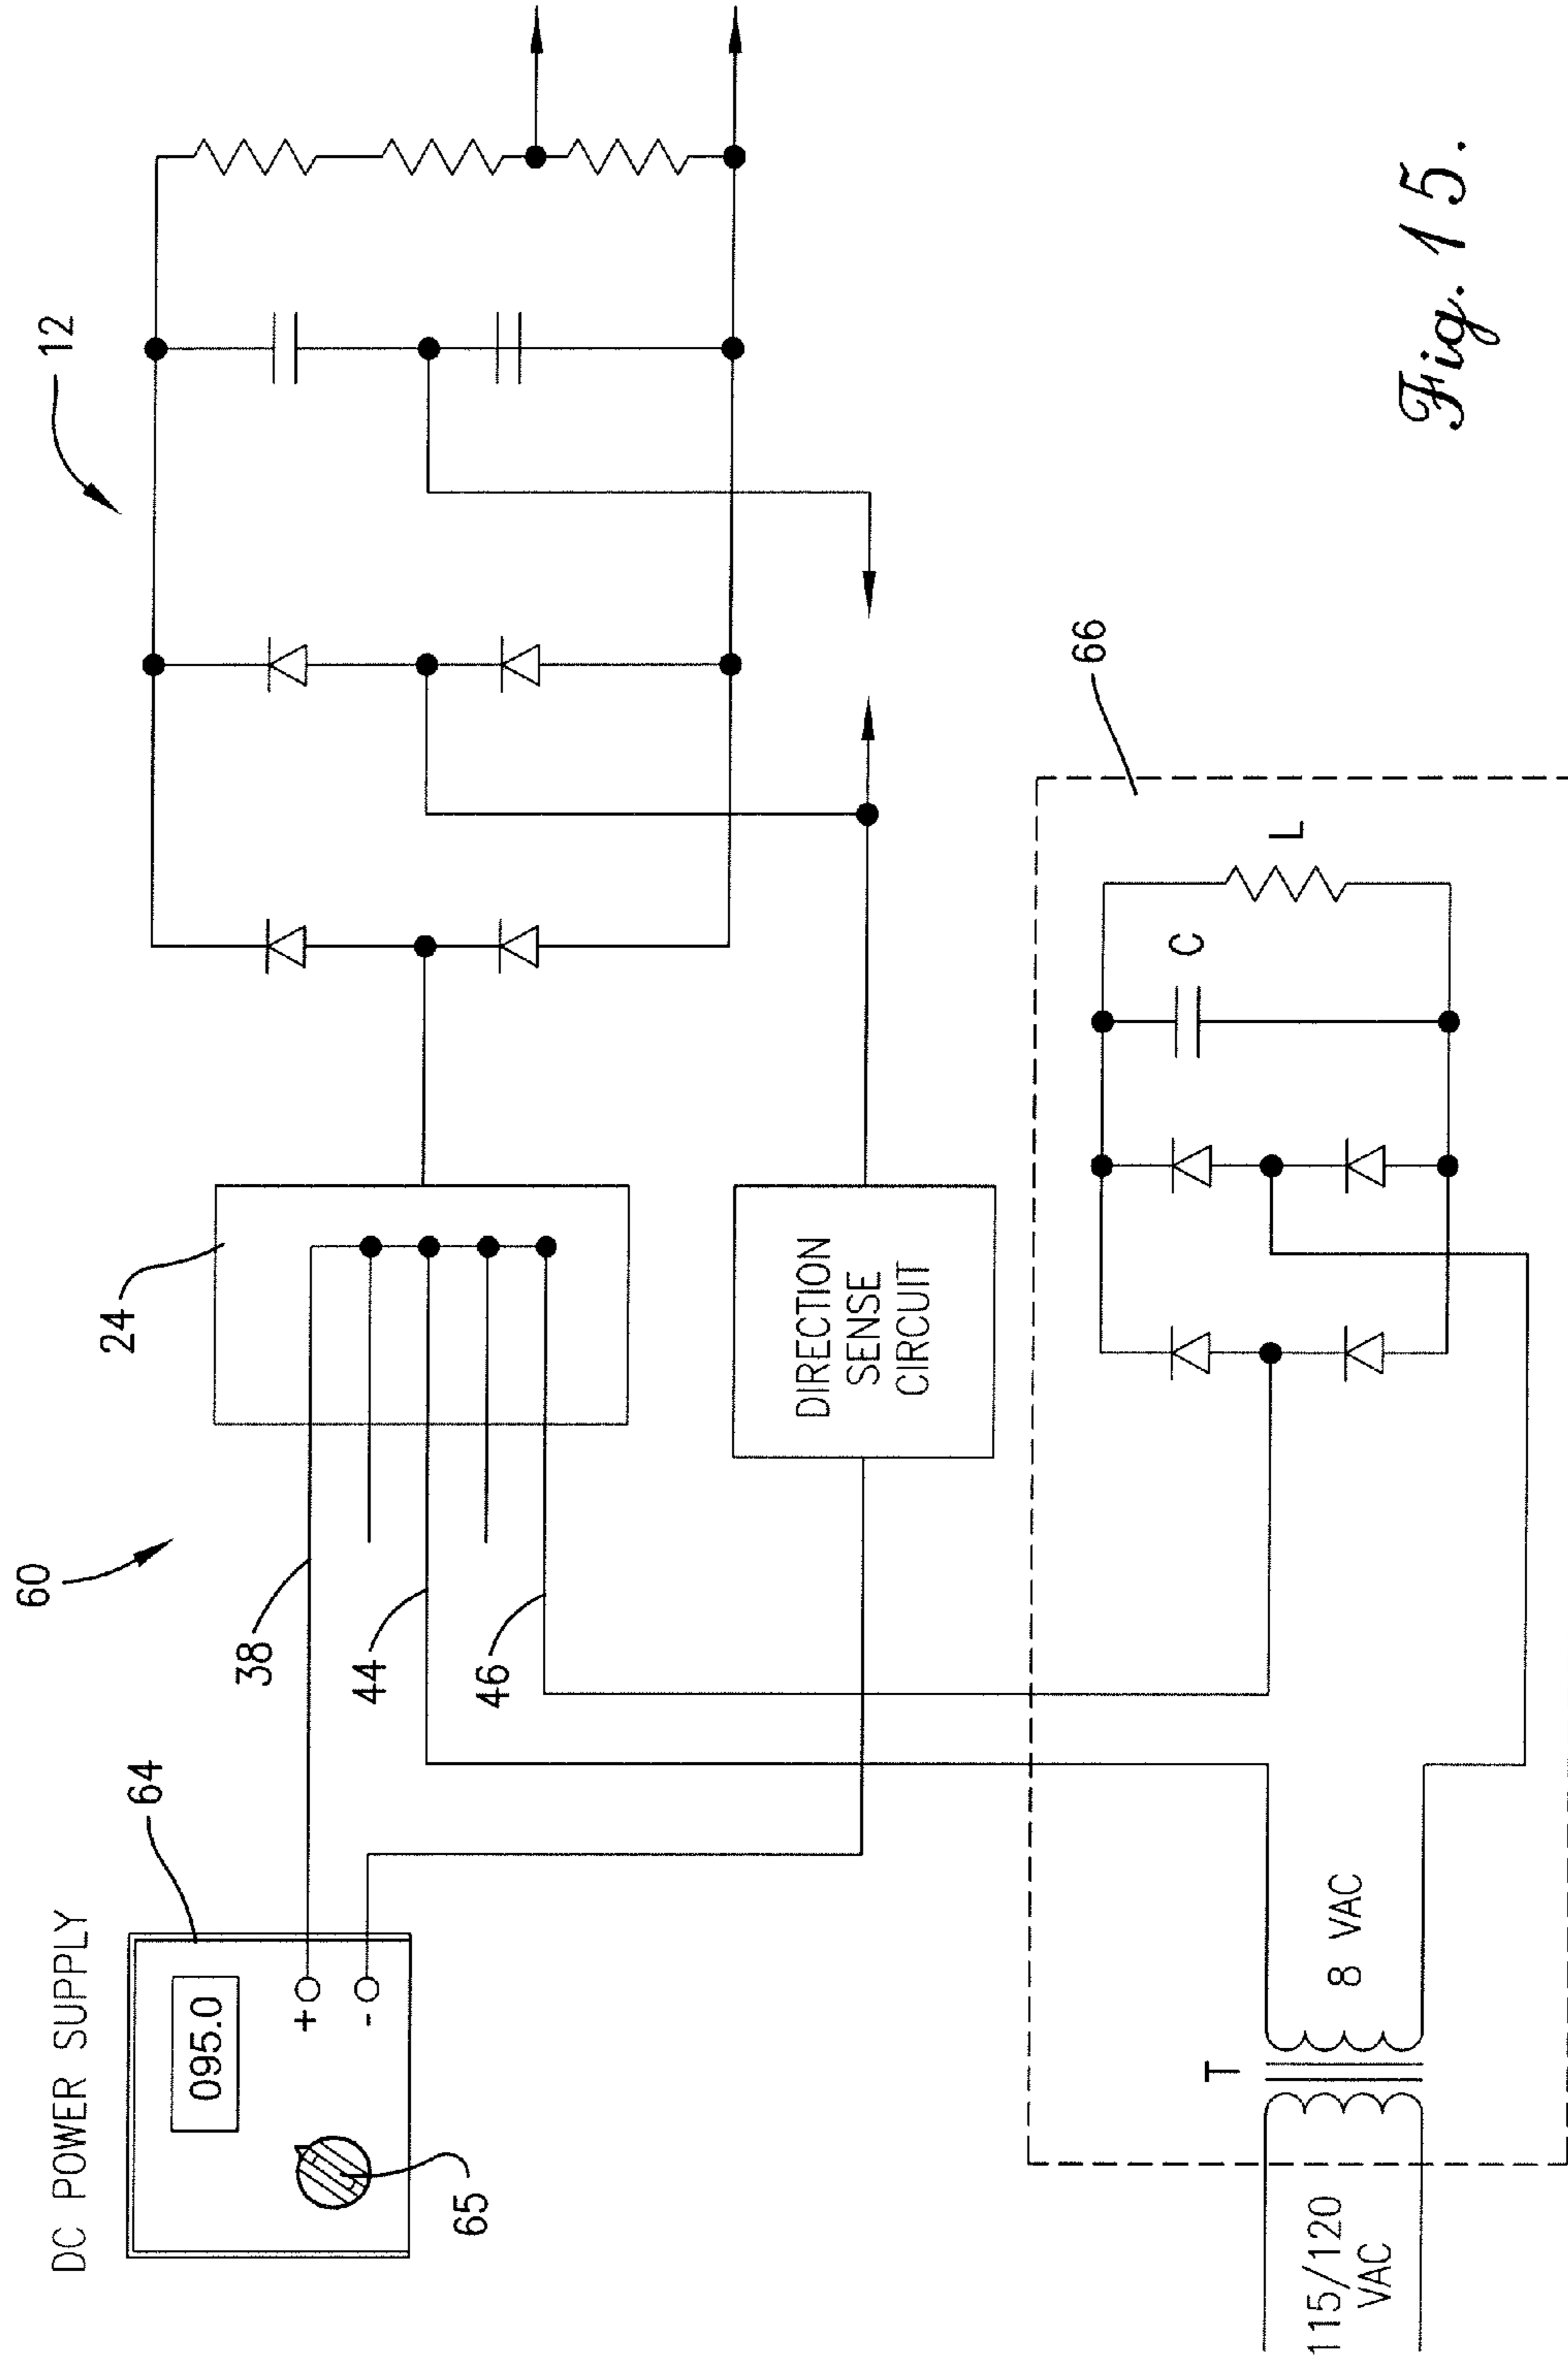 DC POWER SUPPLY
64
095.0
+
-
65
60
38
44
46
24
12
DIRECTION
SENSE
CIRCUIT
66
115/120
VAC
T
8 VAC
C
L
Fig. 15.